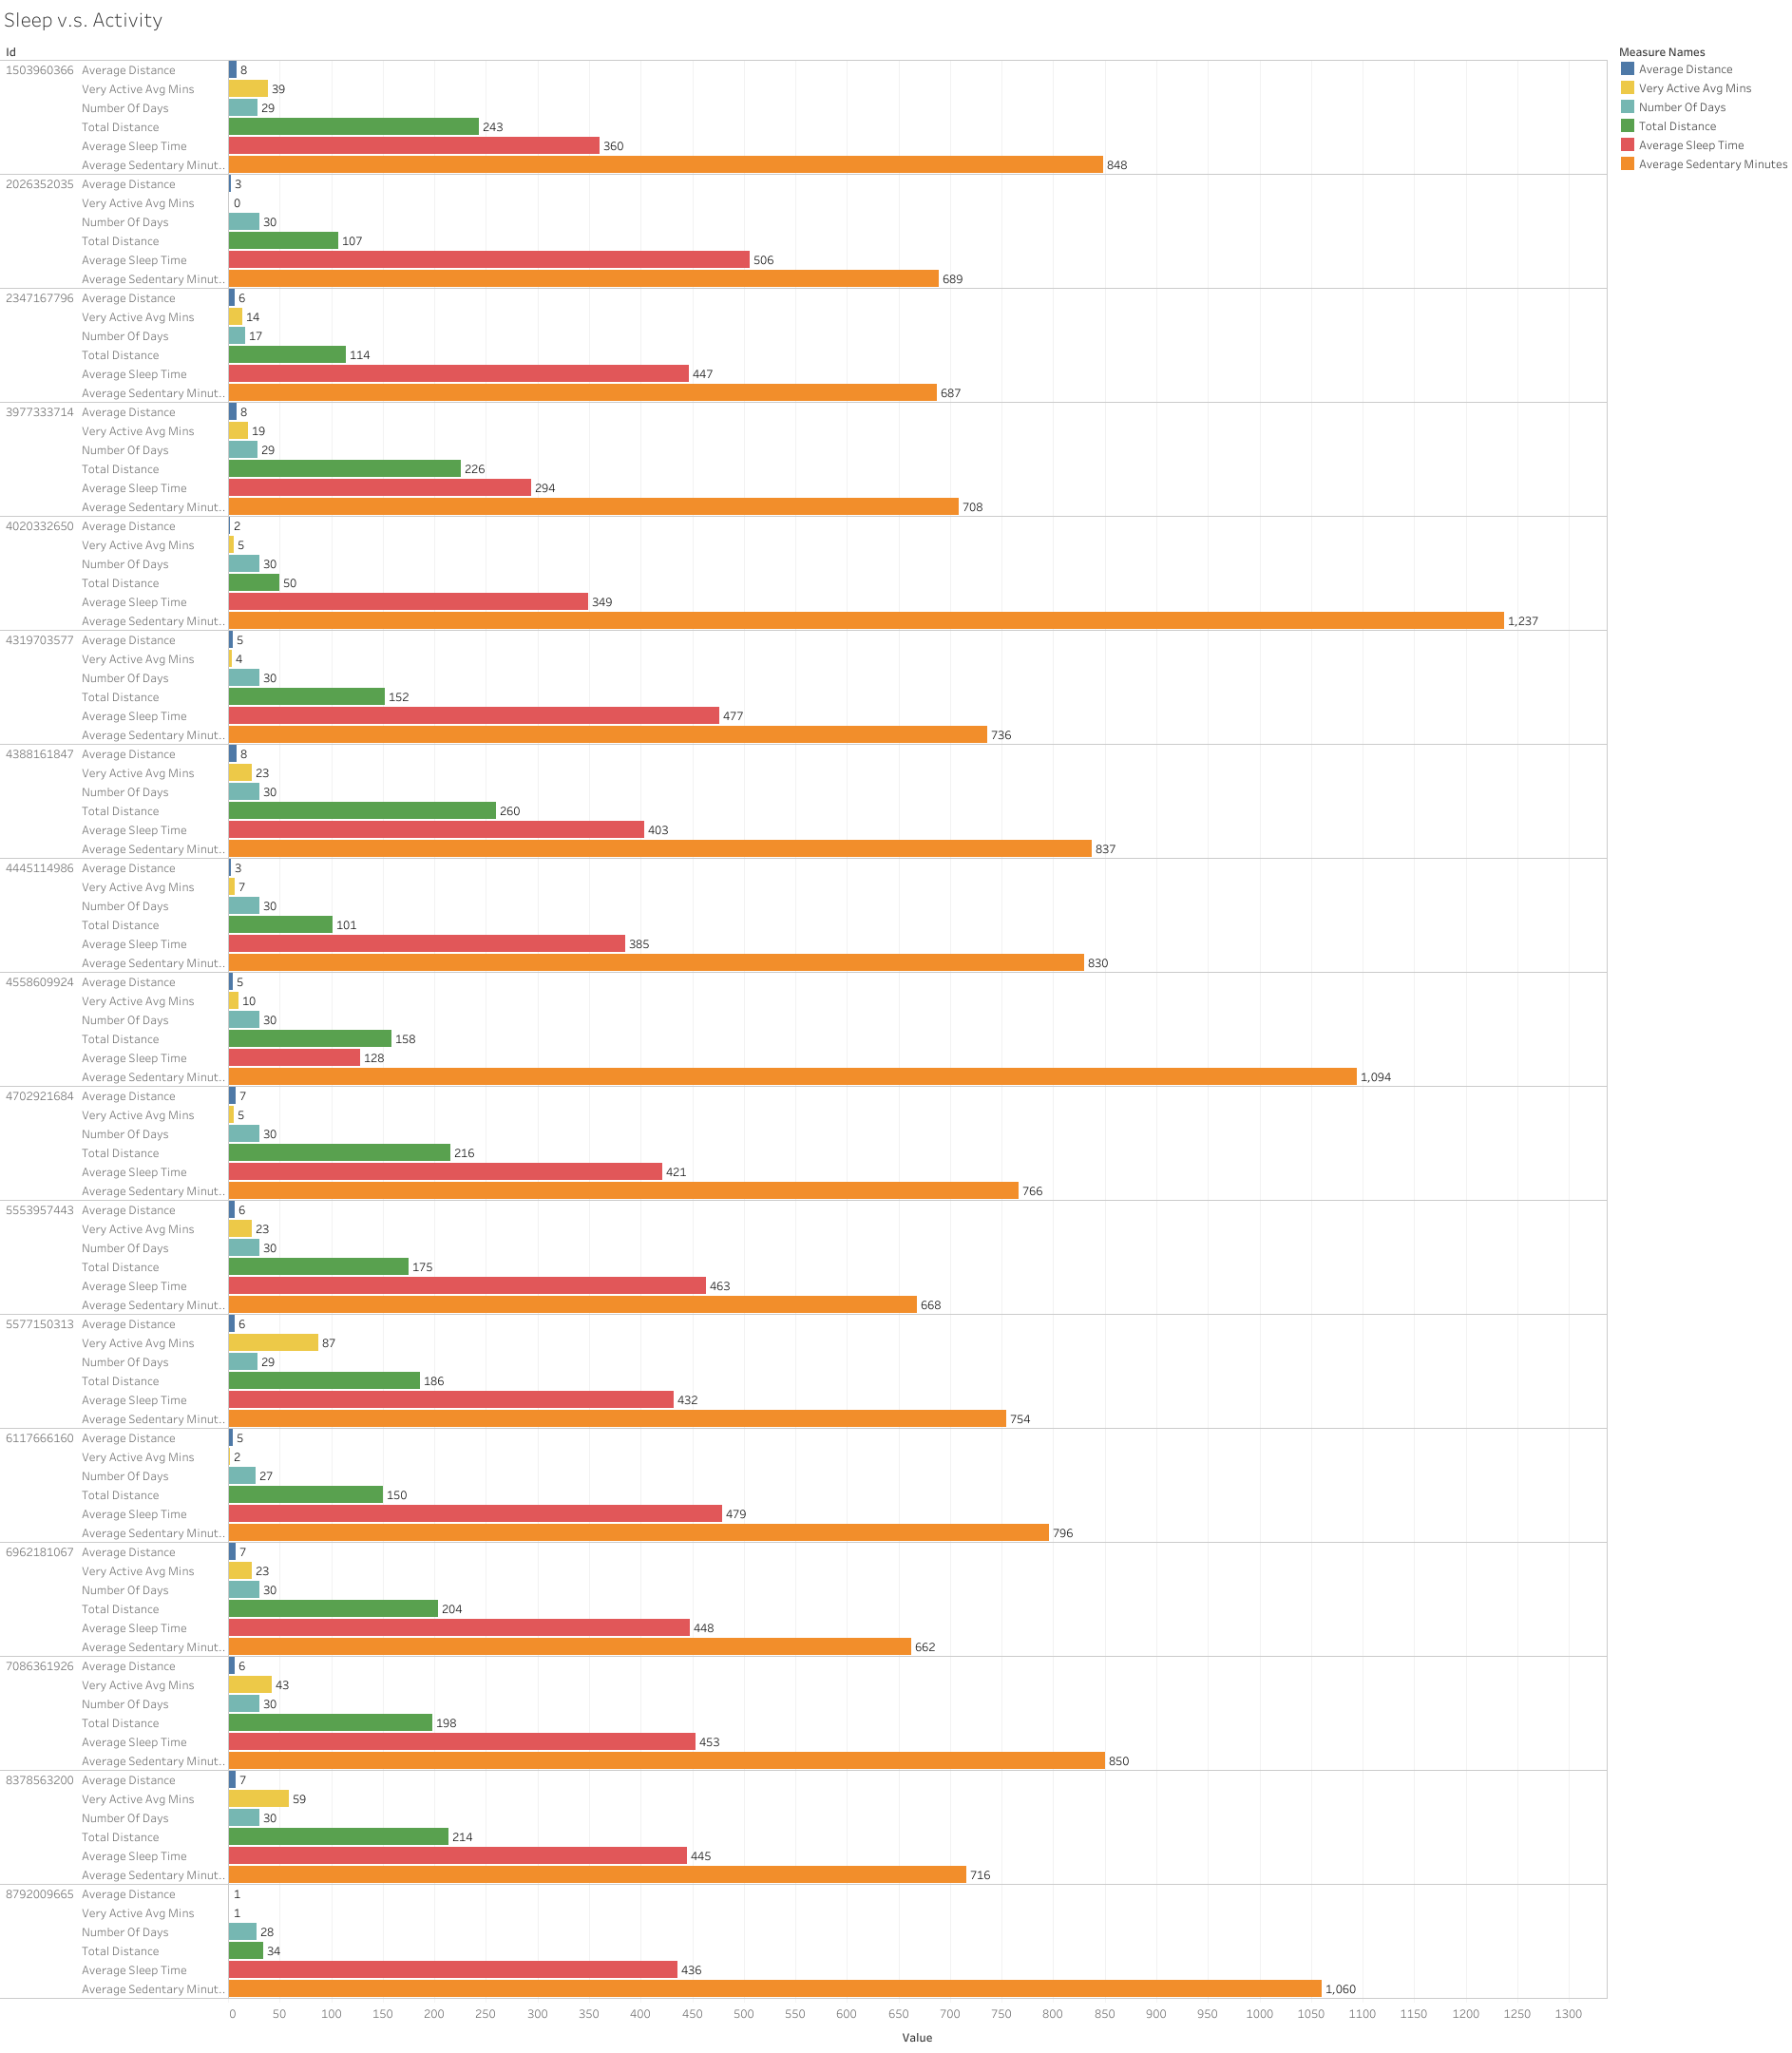 Sleep v.s. Activity
Id
Measure Names
1503960366 Average Distance 8
Very Active Avg Mins 39
Number Of Days 29
Total Distance 243
Average Sleep Time 360
Average Sedentary Minut.. 848
Average Distance
Very Active Avg Mins
Number Of Days
Total Distance
Average Sleep Time
Average Sedentary Minutes
2026352035 Average Distance 3
Very Active Avg Mins 0
Number Of Days 30
Total Distance 107
Average Sleep Time 506
Average Sedentary Minut.. 689
2347167796 Average Distance 6
Very Active Avg Mins 14
Number Of Days 17
Total Distance 114
Average Sleep Time 447
Average Sedentary Minut.. 687
3977333714 Average Distance 8
Very Active Avg Mins 19
Number Of Days 29
Total Distance 226
Average Sleep Time 294
Average Sedentary Minut.. 708
4020332650 Average Distance 2
Very Active Avg Mins 5
Number Of Days 30
Total Distance 50
Average Sleep Time 349
Average Sedentary Minut.. 1,237
4319703577 Average Distance 5
Very Active Avg Mins 4
Number Of Days 30
Total Distance 152
Average Sleep Time 477
Average Sedentary Minut.. 736
4388161847 Average Distance 8
Very Active Avg Mins 23
Number Of Days 30
Total Distance 260
Average Sleep Time 403
Average Sedentary Minut.. 837
4445114986 Average Distance 3
Very Active Avg Mins 7
Number Of Days 30
Total Distance 101
Average Sleep Time 385
Average Sedentary Minut.. 830
4558609924 Average Distance 5
Very Active Avg Mins 10
Number Of Days 30
Total Distance 158
Average Sleep Time 128
Average Sedentary Minut.. 1,094
4702921684 Average Distance 7
Very Active Avg Mins 5
Number Of Days 30
Total Distance 216
Average Sleep Time 421
Average Sedentary Minut.. 766
5553957443 Average Distance 6
Very Active Avg Mins 23
Number Of Days 30
Total Distance 175
Average Sleep Time 463
Average Sedentary Minut.. 668
5577150313 Average Distance 6
Very Active Avg Mins 87
Number Of Days 29
Total Distance 186
Average Sleep Time 432
Average Sedentary Minut.. 754
6117666160 Average Distance 5
Very Active Avg Mins 2
Number Of Days 27
Total Distance 150
Average Sleep Time 479
Average Sedentary Minut.. 796
6962181067 Average Distance 7
Very Active Avg Mins 23
Number Of Days 30
Total Distance 204
Average Sleep Time 448
Average Sedentary Minut.. 662
7086361926 Average Distance 6
Very Active Avg Mins 43
Number Of Days 30
Total Distance 198
Average Sleep Time 453
Average Sedentary Minut.. 850
8378563200 Average Distance 7
Very Active Avg Mins 59
Number Of Days 30
Total Distance 214
Average Sleep Time 445
Average Sedentary Minut.. 716
8792009665 Average Distance 1
Very Active Avg Mins 1
Number Of Days 28
Total Distance 34
Average Sleep Time 436
Average Sedentary Minut.. 1,060
0 50 100 150 200 250 300 350 400 450 500 550 600 650 700 750 800 850 900 950 1000 1050 1100 1150 1200 1250 1300
Value